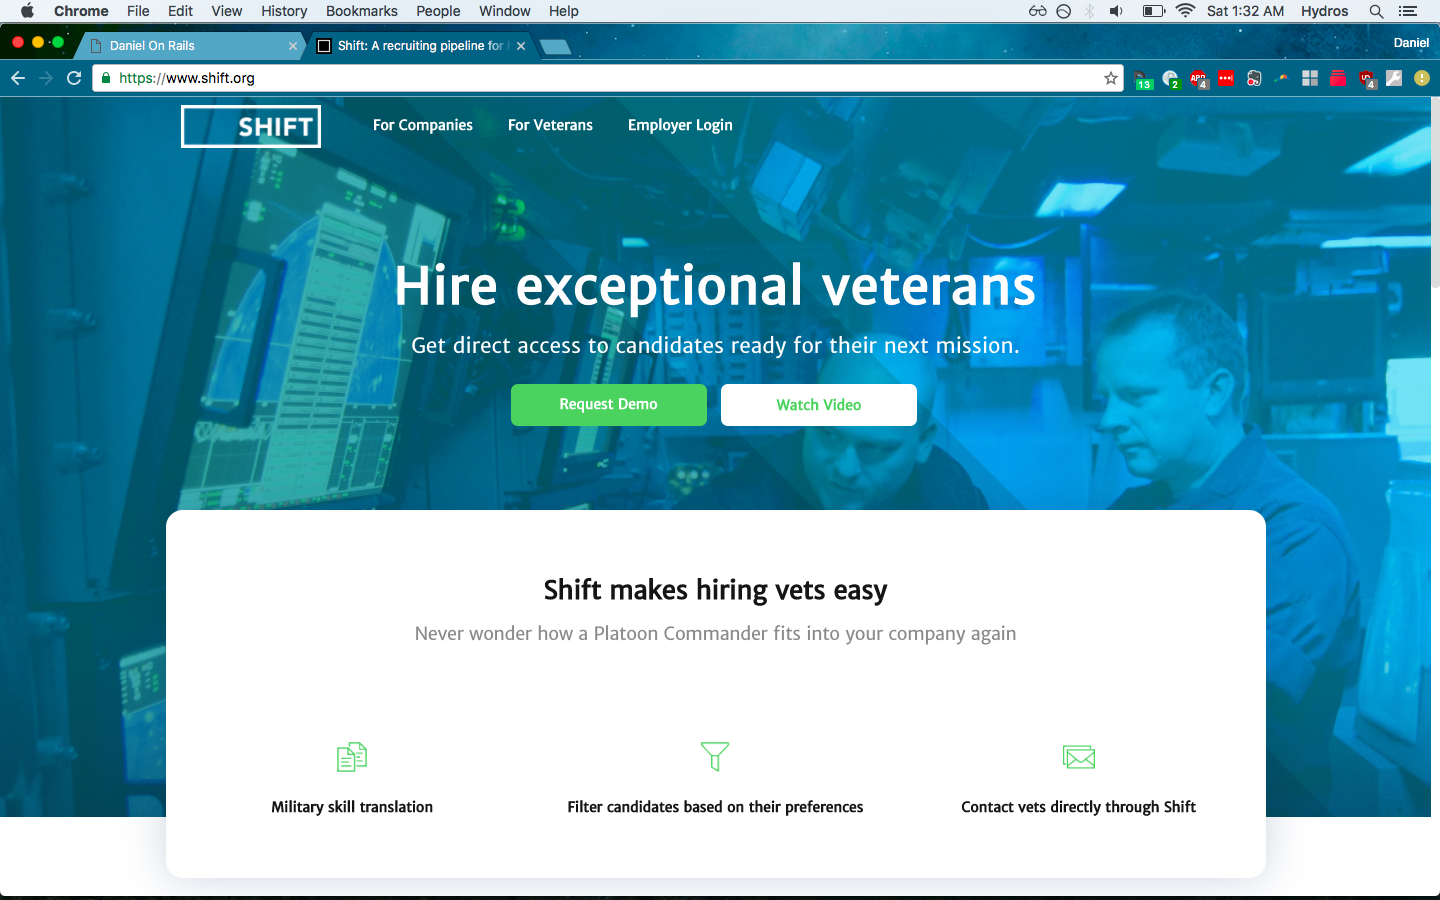 Chrome File Edit View History Bookmarks People Window Help Sat 1:32 AM Hydros
Daniel On Rails Shift: A recruiting pipeline for Daniel
https://www.shift.org 13 2 ABP 4 4
SHIFT For Companies For Veterans Employer Login
Hire exceptional veterans
Get direct access to candidates ready for their next mission.
Request Demo Watch Video
Shift makes hiring vets easy
Never wonder how a Platoon Commander fits into your company again
Military skill translation Filter candidates based on their preferences Contact vets directly through Shift